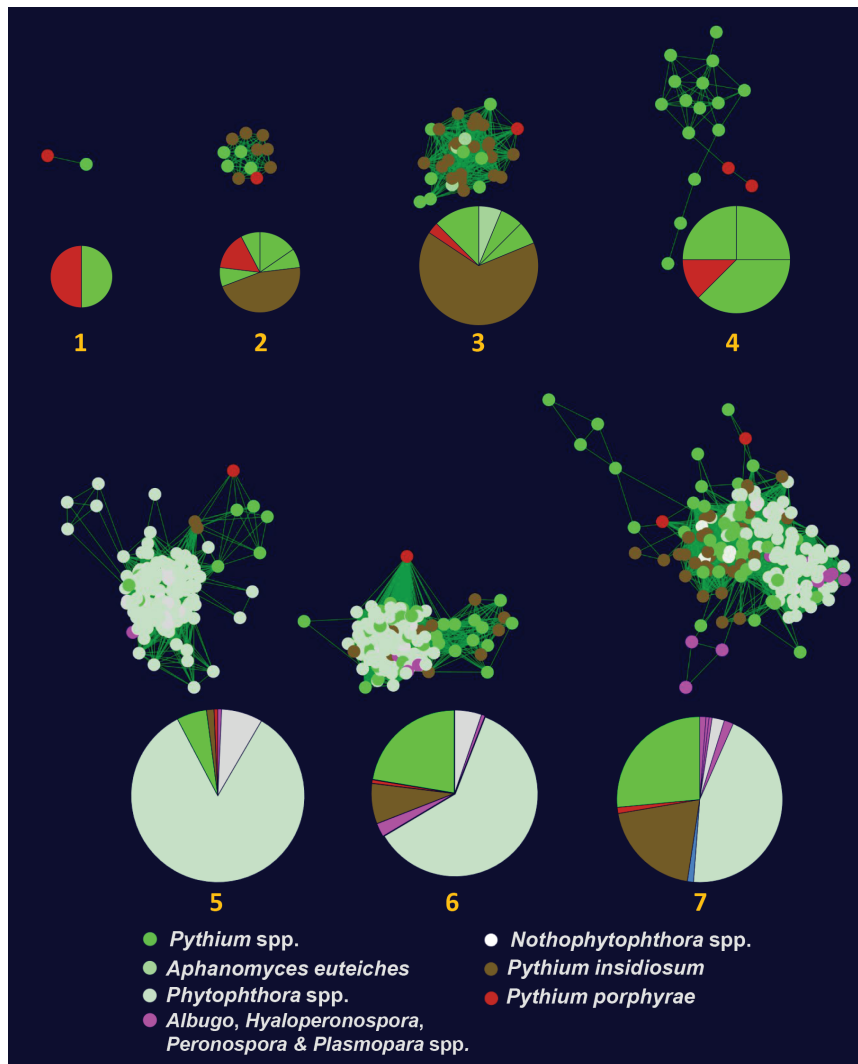 1
2
3
4
5
6
7
Pythium spp.
Aphanomyces euteiches
Phytophthora spp.
Albugo, Hyaloperonospora,
Peronospora & Plasmopara spp.
Nothophytophthora spp.
Pythium insidiosum
Pythium porphyrae